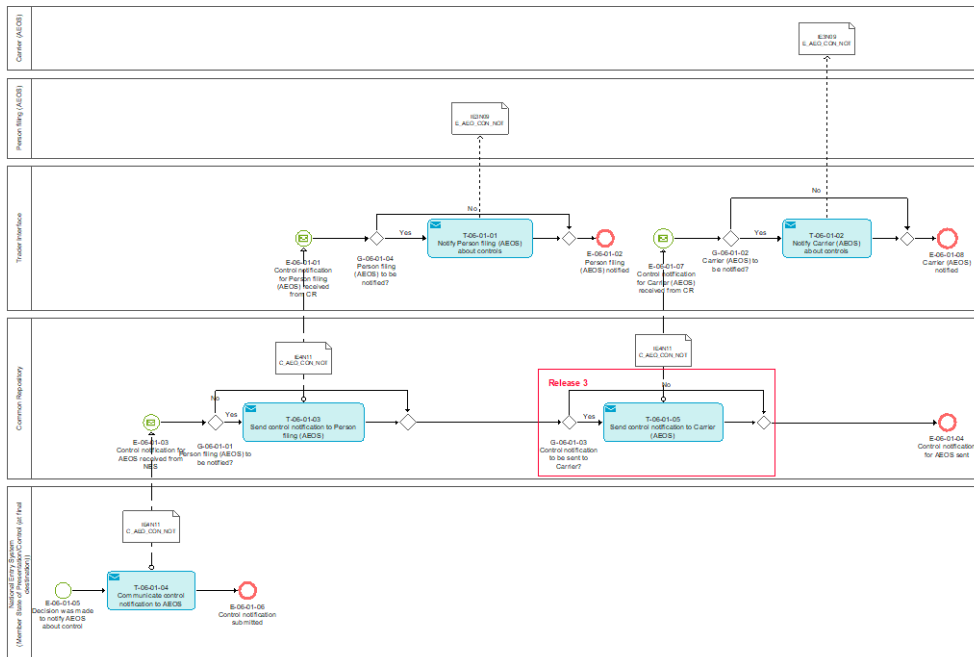 Carrier (AEOS)
IE3N09
E_AEO_CON_NOT
Person filing (AEOS)
IE3N09
E_AEO_CON_NOT
Trader Interface
No
Yes
T-06-01-01
Notify Person filing (AEOS)
about controls
E-06-01-01
Control notification
for Person filing
(AEOS) received
from CR
G-06-01-04
Person filing
(AEOS) to be
notified?
E-06-01-02
Person filing
(AEOS) notified
No
Yes
T-06-01-02
Notify Carrier (AEOS)
about controls
E-06-01-07
Control notification
for Carrier (AEOS)
received from CR
G-06-01-02
Carrier (AEOS) to
be notified?
E-06-01-08
Carrier (AEOS)
notified
Common Repository
IE4N11
C_AEO_CON_NOT
No
Yes
T-06-01-03
Send control notification to Person
filing (AEOS)
E-06-01-03
Control notification for
AEOS received from
NES
G-06-01-01
Person filing (AEOS) to
be notified?
IE4N11
C_AEO_CON_NOT
Release 3
No
Yes
T-06-01-05
Send control notification to Carrier
(AEOS)
G-06-01-03
Control notification
to be sent to
Carrier?
E-06-01-04
Control notification
for AEOS sent
National Entry System
(Member State of Presentation/Control (at final
destination))
IE4N11
C_AEO_CON_NOT
T-06-01-04
Communicate control
notification to AEOS
E-06-01-05
Decision was made
to notify AEOS
about control
E-06-01-06
Control notification
submitted